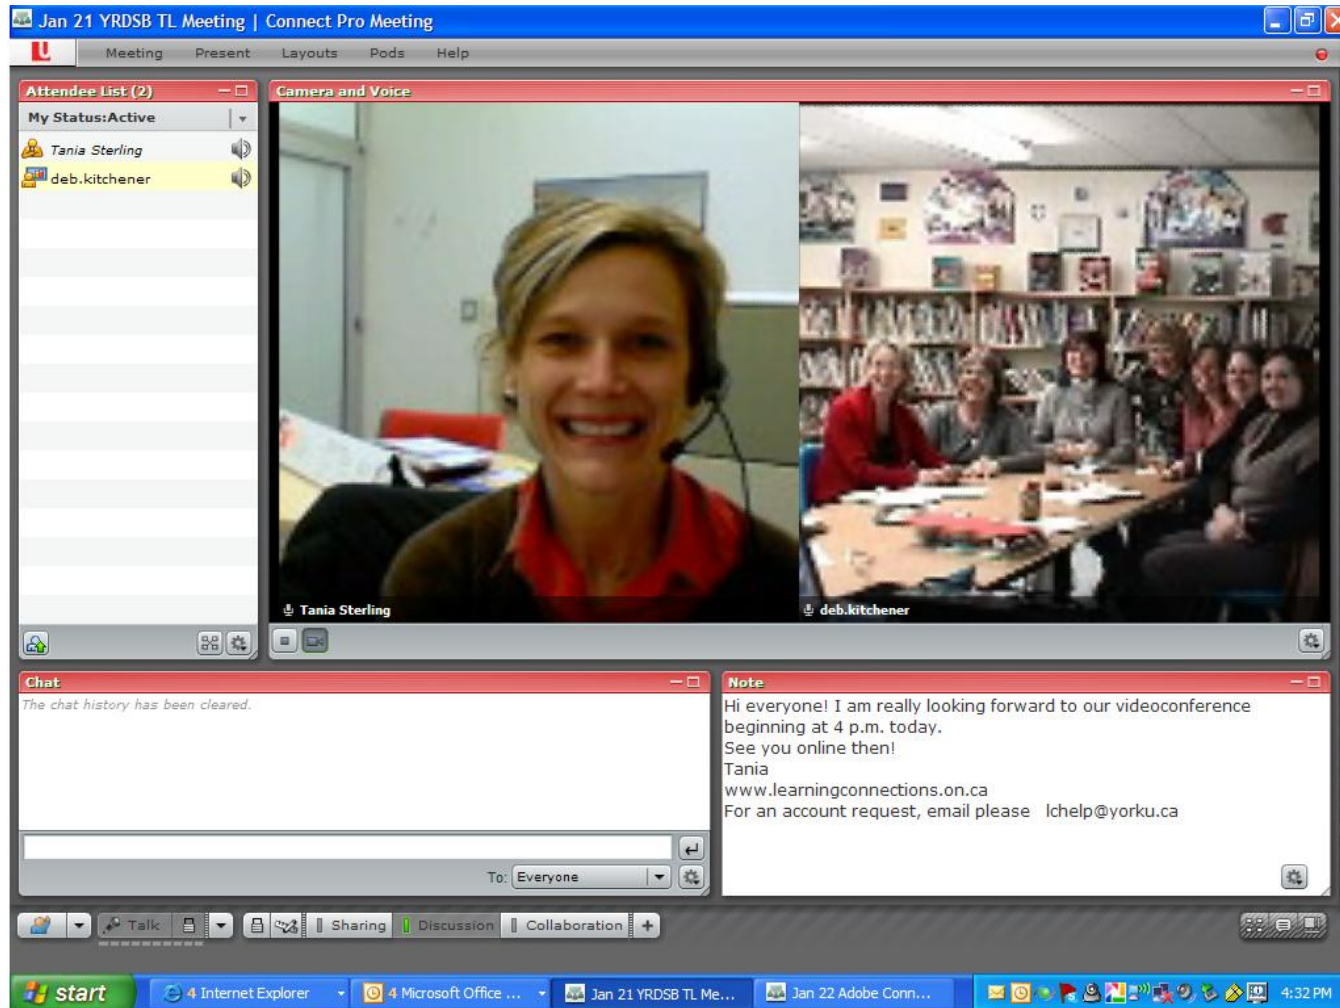 Jan 21 YRDSB TL Meeting | Connect Pro Meeting
Meeting Present Layouts Pods Help
Attendee List (2)
My Status:Active
Tania Sterling
deb.kitchener
Camera and Voice
Tania Sterling
deb.kitchener
Chat
The chat history has been cleared.
To: Everyone
Note
Hi everyone! I am really looking forward to our videoconference
beginning at 4 p.m. today.
See you online then!
Tania
www.learningconnections.on.ca
For an account request, email please lchelp@yorku.ca
Talk Sharing Discussion Collaboration +
start 4 Internet Explorer 4 Microsoft Office ... Jan 21 YRDSB TL Me... Jan 22 Adobe Conn... 4:32 PM